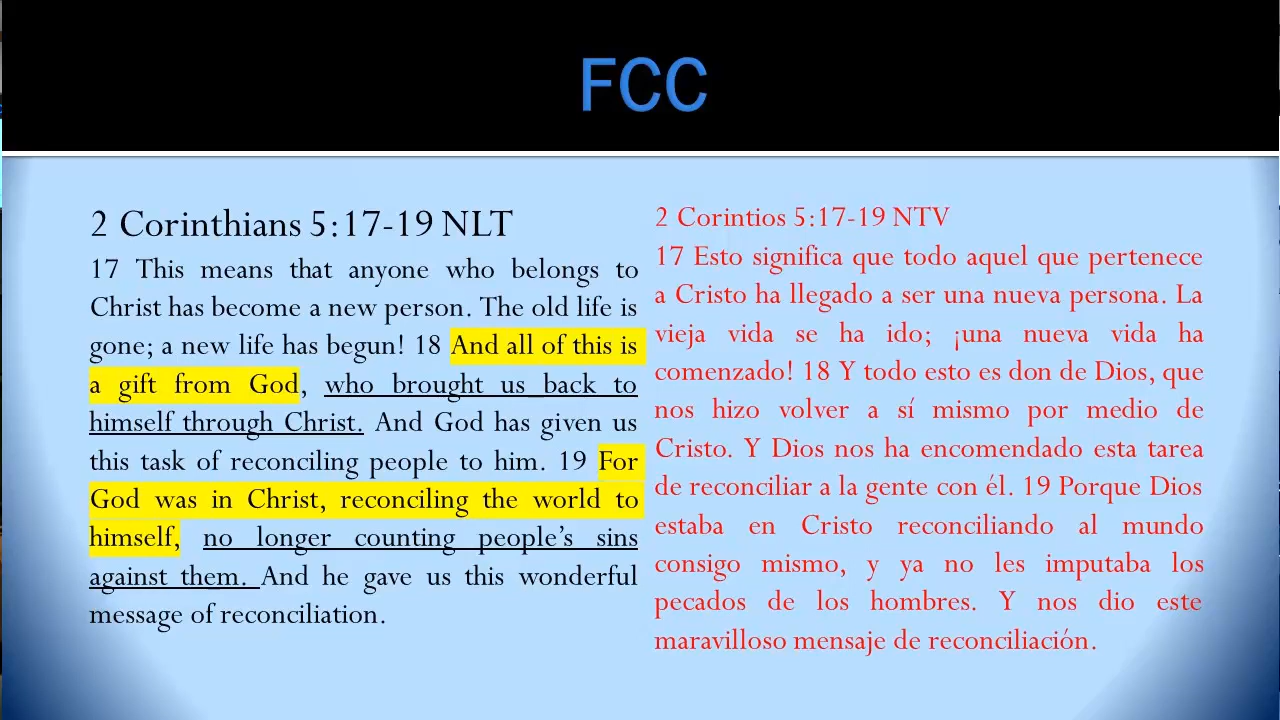 FCC
2 Corinthians 5:17-19 NLT
17 This means that anyone who belongs to
Christ has become a new person. The old life is
gone; a new life has begun! 18 And all of this is
a gift from God, who brought us back to
himself through Christ. And God has given us
this task of reconciling people to him. 19 For
God was in Christ, reconciling the world to
himself, no longer counting people’s sins
against them. And he gave us this wonderful
message of reconciliation.
2 Corintios 5:17-19 NTV
17 Esto significa que todo aquel que pertenece
a Cristo ha llegado a ser una nueva persona. La
vieja vida se ha ido; ¡una nueva vida ha
comenzado! 18 Y todo esto es don de Dios, que
nos hizo volver a sí mismo por medio de
Cristo. Y Dios nos ha encomendado esta tarea
de reconciliar a la gente con él. 19 Porque Dios
estaba en Cristo reconciliando al mundo
consigo mismo, y ya no les imputaba los
pecados de los hombres. Y nos dio este
maravilloso mensaje de reconciliación.